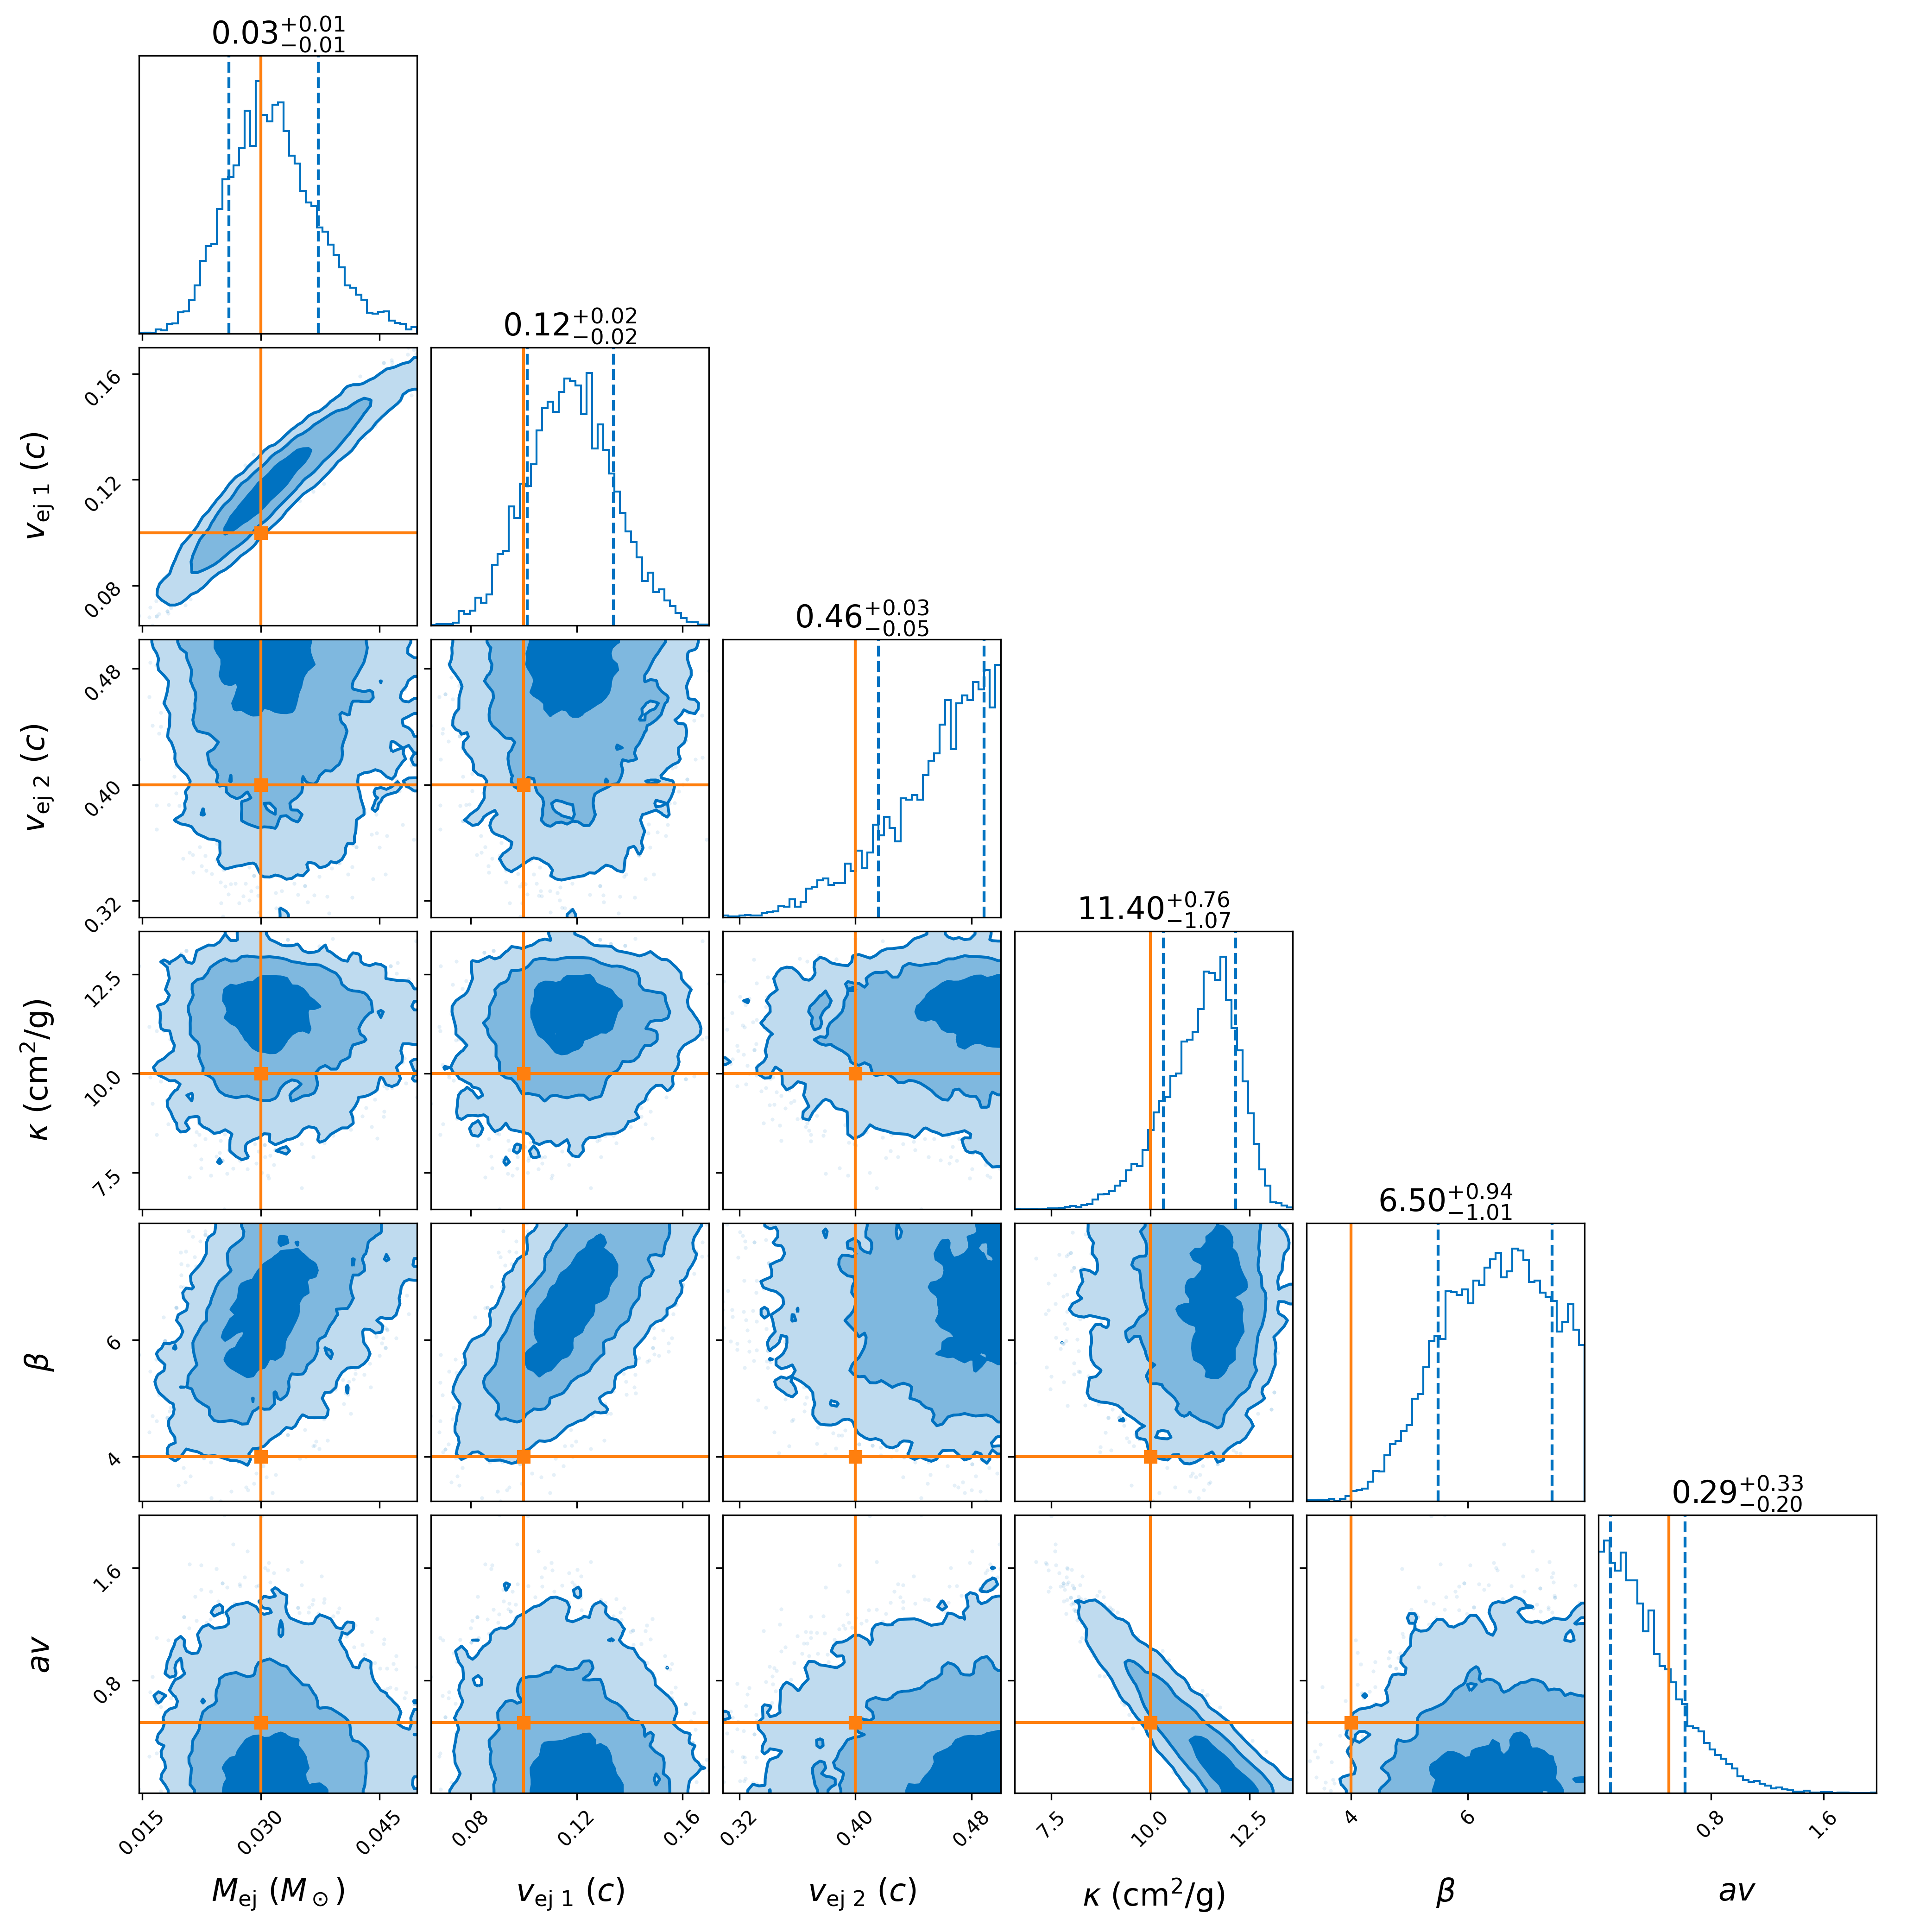 0.03+0.01−0.01
0.12+0.02−0.02
0.16
0.12
0.08
vej 1 (c)
0.46+0.03−0.05
0.48
0.40
0.32
vej 2 (c)
11.40+0.76−1.07
12.5
10.0
7.5
κ (cm²/g)
6.50+0.94−1.01
6
4
β
0.29+0.33−0.20
1.6
0.8
av
0.015 0.030 0.045 0.08 0.12 0.16 0.32 0.40 0.48 7.5 10.0 12.5 4 6 0.8 1.6
Mej (M⊙) vej 1 (c) vej 2 (c) κ (cm²/g) β av